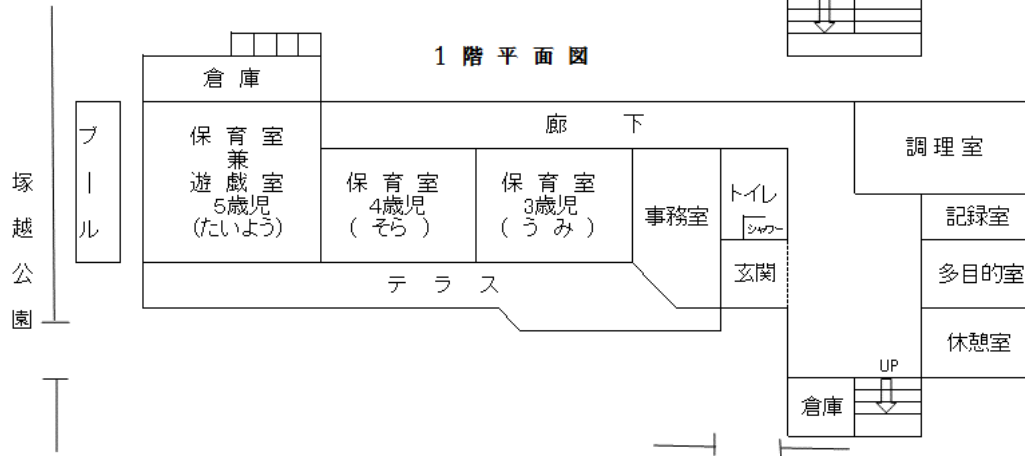 1 階 平 面 図
倉 庫
プール
塚越公園
保 育 室
兼
遊 戯 室
5歳児
(たいよう)
廊 下
保 育 室
4歳児
( そら )
保 育 室
3歳児
( う み )
事務室
トイレ
シャワー
玄関
調 理 室
記録室
多目的室
休憩室
テ ラ ス
UP
倉庫